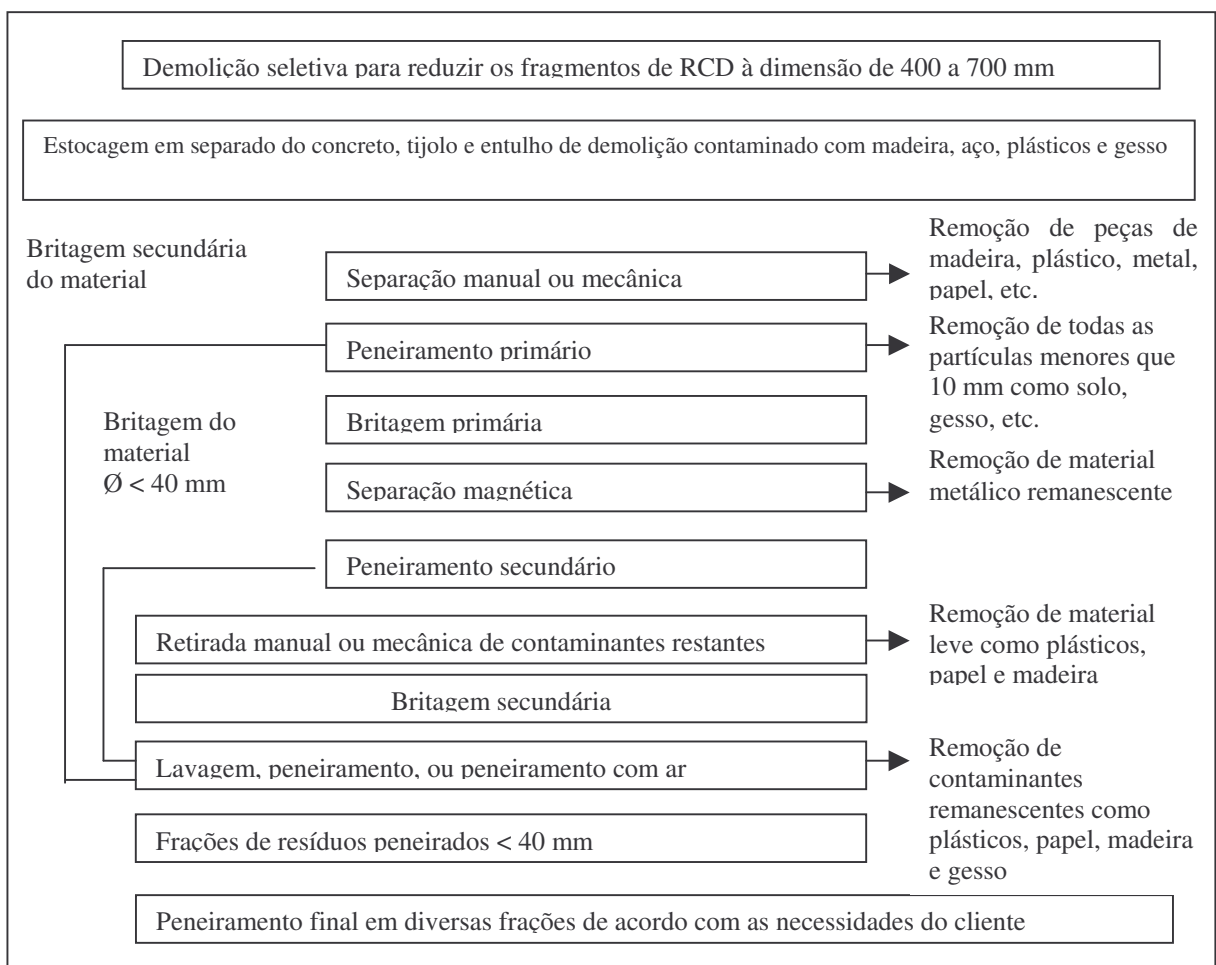 Demolição seletiva para reduzir os fragmentos de RCD à dimensão de 400 a 700 mm
Estocagem em separado do concreto, tijolo e entulho de demolição contaminado com madeira, aço, plásticos e gesso
Britagem secundária
do material
Separação manual ou mecânica
Remoção de peças de
madeira, plástico, metal,
papel, etc.
Peneiramento primário
Remoção de todas as
partículas menores que
10 mm como solo,
gesso, etc.
Britagem do
material
Ø < 40 mm
Britagem primária
Separação magnética
Remoção de material
metálico remanescente
Peneiramento secundário
Retirada manual ou mecânica de contaminantes restantes
Remoção de material
leve como plásticos,
papel e madeira
Britagem secundária
Lavagem, peneiramento, ou peneiramento com ar
Remoção de
contaminantes
remanescentes como
plásticos, papel, madeira
e gesso
Frações de resíduos peneirados < 40 mm
Peneiramento final em diversas frações de acordo com as necessidades do cliente